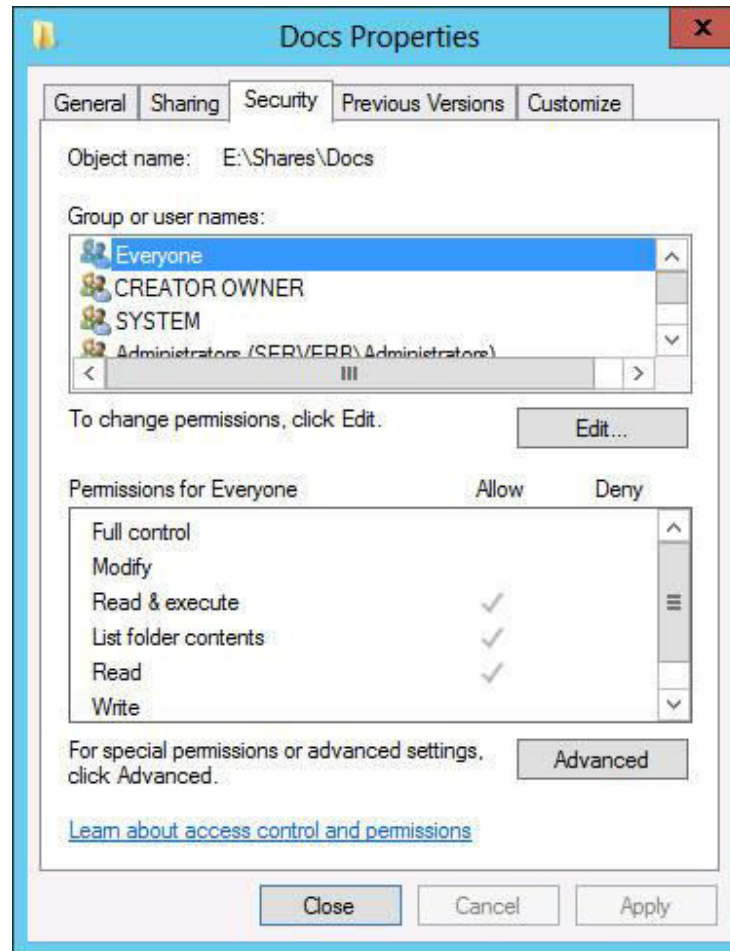 Docs Properties
x
General Sharing Security Previous Versions Customize
Object name: E:\Shares\Docs
Group or user names:
Everyone
CREATOR OWNER
SYSTEM
Administrators (SERVERB\Administrators)
To change permissions, click Edit.
Edit...
Permissions for Everyone Allow Deny
Full control
Modify
Read & execute
List folder contents
Read
Write
For special permissions or advanced settings,
click Advanced.
Advanced
Learn about access control and permissions
Close Cancel Apply